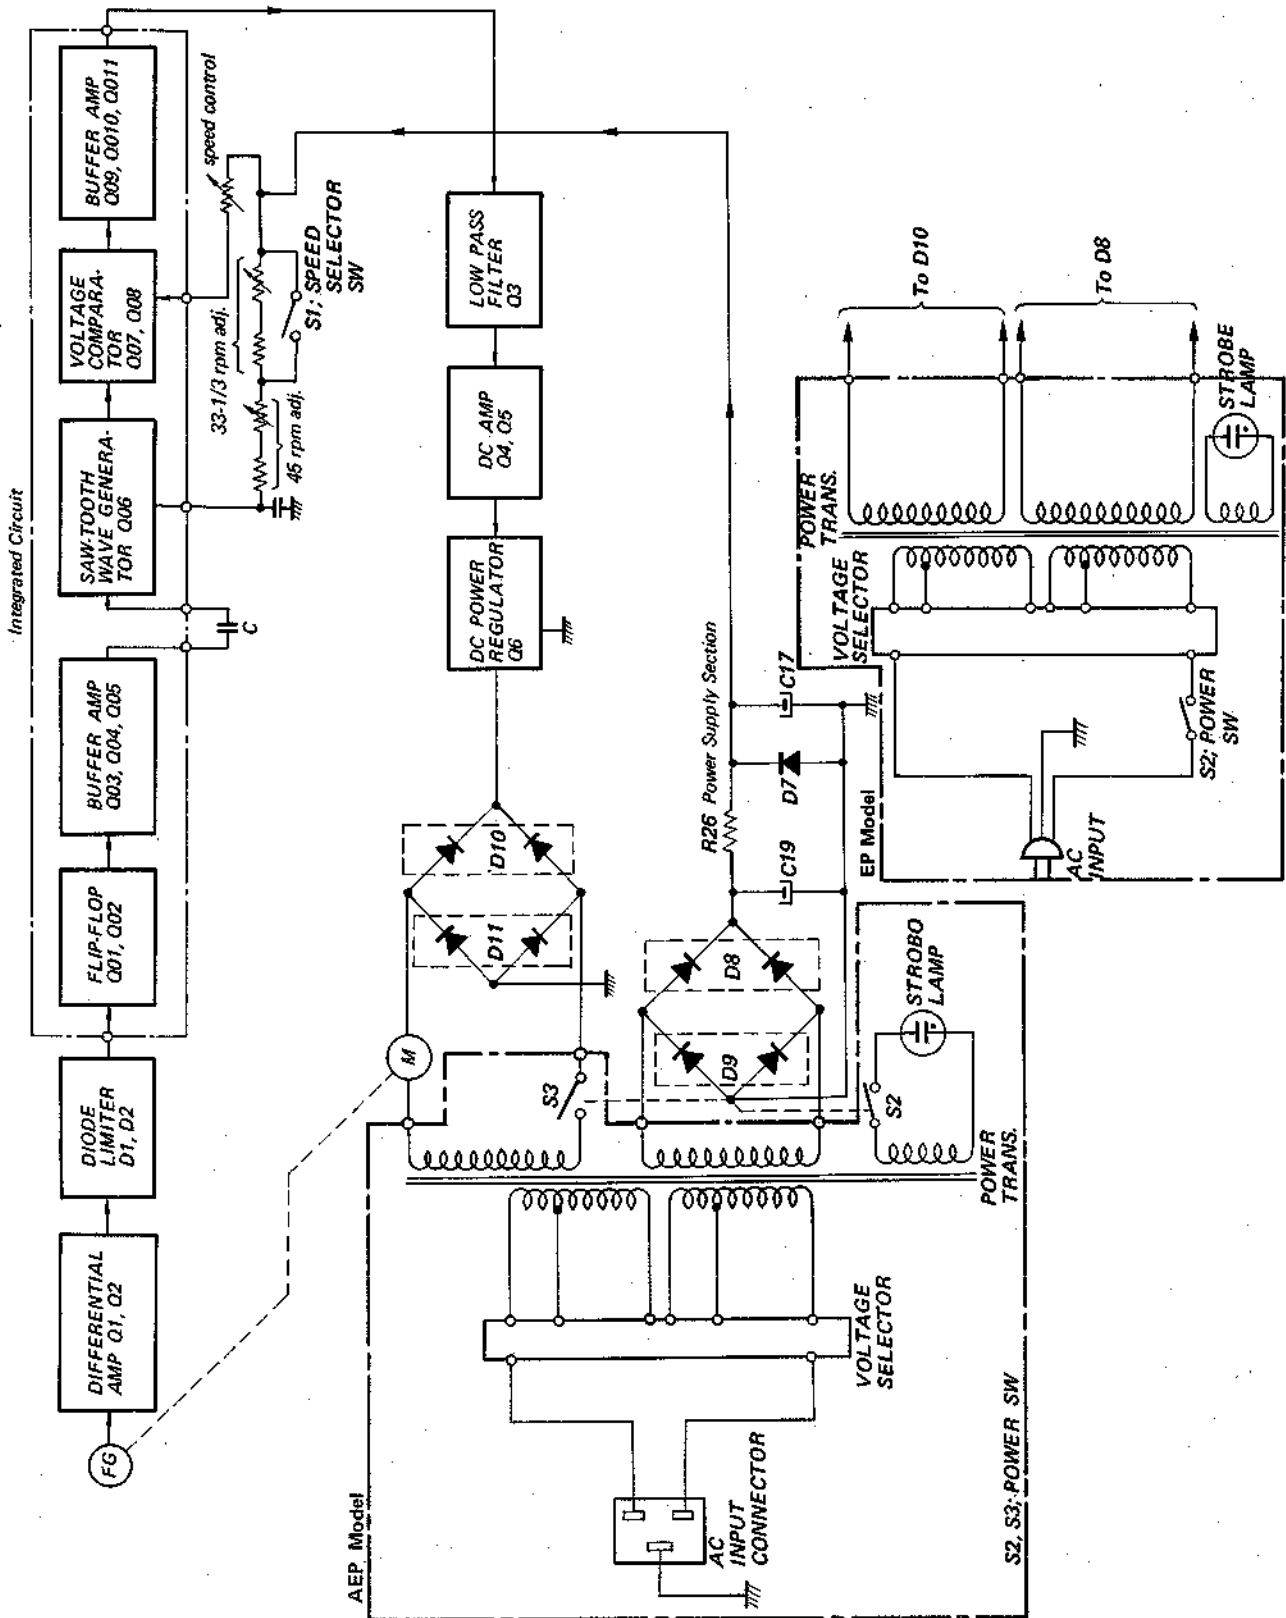 Integrated Circuit
FG
DIFFERENTIAL
AMP Q1, Q2
DIODE
LIMITER
D1, D2
FLIP-FLOP
Q01, Q02
BUFFER AMP
Q03, Q04, Q05
C
SAW-TOOTH
WAVE GENERA-
TOR Q06
VOLTAGE
COMPARA-
TOR
Q07, Q08
BUFFER AMP
Q09, Q010, Q011
speed control
33-1/3 rpm adj.
45 rpm adj.
S1; SPEED
SELECTOR
SW
M
D10
D11
DC POWER
REGULATOR
Q6
DC AMP
Q4, Q5
LOW PASS
FILTER
Q3
AEP Model
S3
D8
D9
C19
R26
Power Supply Section
D7
C17
S2
STROBO
LAMP
POWER
TRANS.
VOLTAGE
SELECTOR
AC
INPUT
CONNECTOR
S2, S3; POWER SW
EP Model
AC
INPUT
S2; POWER
SW
VOLTAGE
SELECTOR
POWER
TRANS.
STROBE
LAMP
To D10
To D8